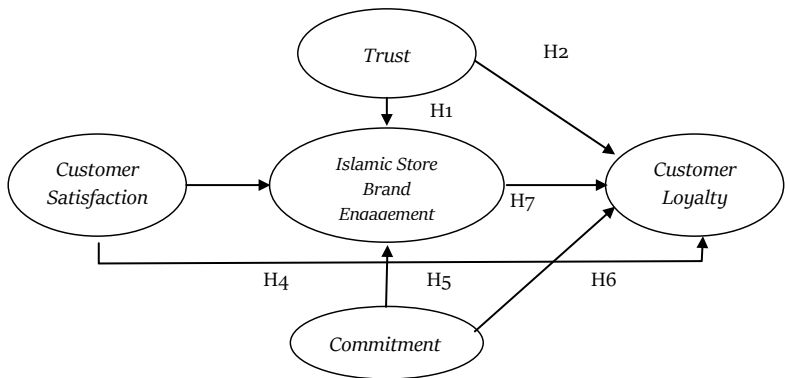 Trust
H2
H1
Customer
Satisfaction
Islamic Store
Brand
Engagement
Customer
Loyalty
H7
H4
H5
H6
Commitment